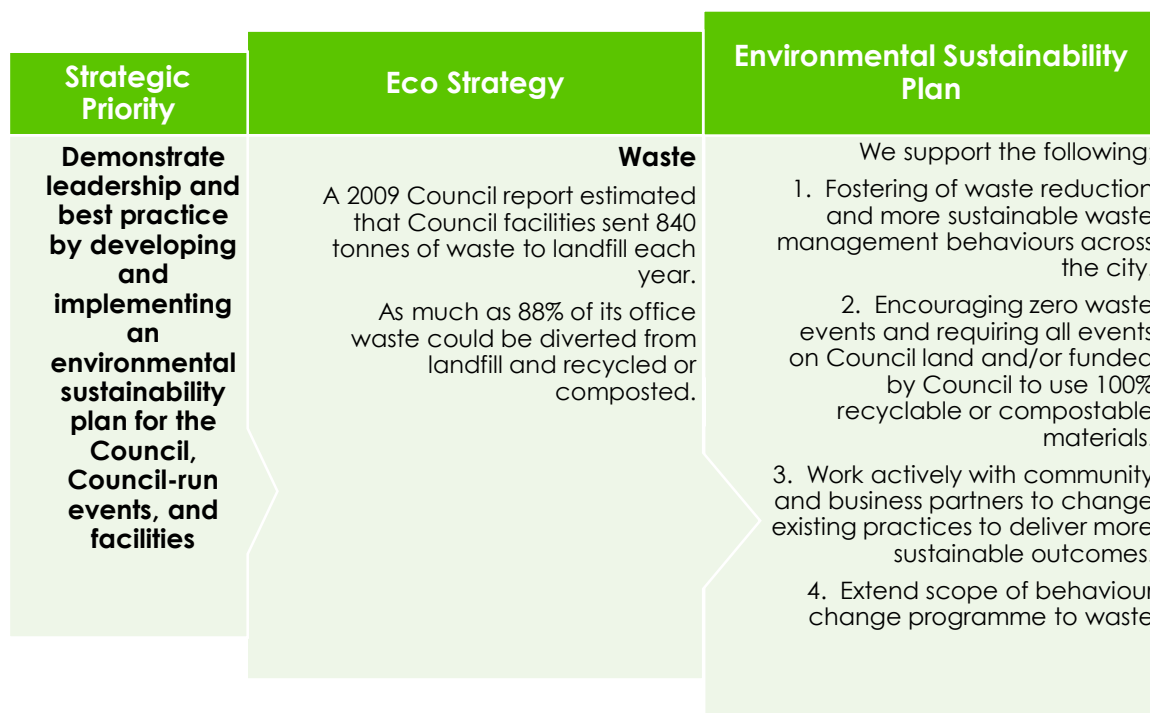 Strategic
Priority
Demonstrate
leadership and
best practice
by developing
and
implementing
an
environmental
sustainability
plan for the
Council,
Council-run
events, and
facilities
Eco Strategy
Waste
A 2009 Council report estimated
that Council facilities sent 840
tonnes of waste to landfill each
year.
As much as 88% of its office
waste could be diverted from
landfill and recycled or
composted.
Environmental Sustainability
Plan
We support the following:
1. Fostering of waste reduction
and more sustainable waste
management behaviours across
the city.
2. Encouraging zero waste
events and requiring all events
on Council land and/or funded
by Council to use 100%
recyclable or compostable
materials.
3. Work actively with community
and business partners to change
existing practices to deliver more
sustainable outcomes.
4. Extend scope of behaviour
change programme to waste